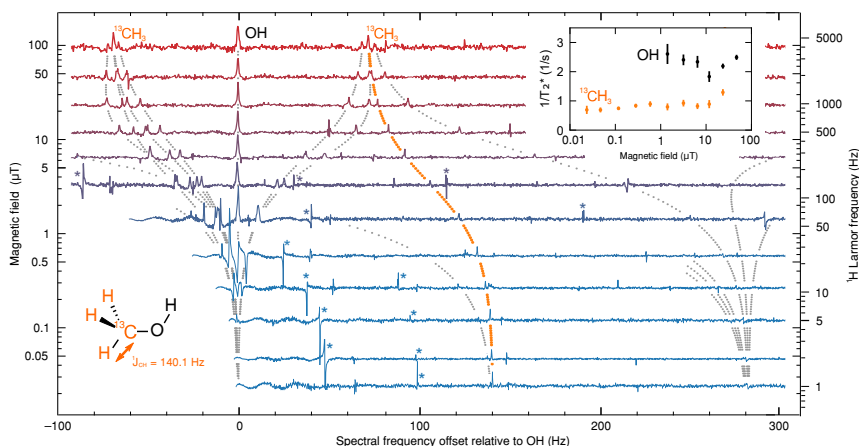 ¹³CH₃
OH
¹³CH₃
100
50
10
5
1
0.5
0.1
0.05
Magnetic field (µT)
5000
1000
500
100
50
10
5
1
¹H Larmor frequency (Hz)
3
2
1
0
1/T₂* (1/s)
OH
¹³CH₃
0.01
0.1
1
10
100
Magnetic field (µT)
*
*
*
*
*
*
*
*
*
*
*
*
H
H
H
¹³C
O
H
¹J_CH = 140.1 Hz
−100
0
100
200
300
Spectral frequency offset relative to OH (Hz)